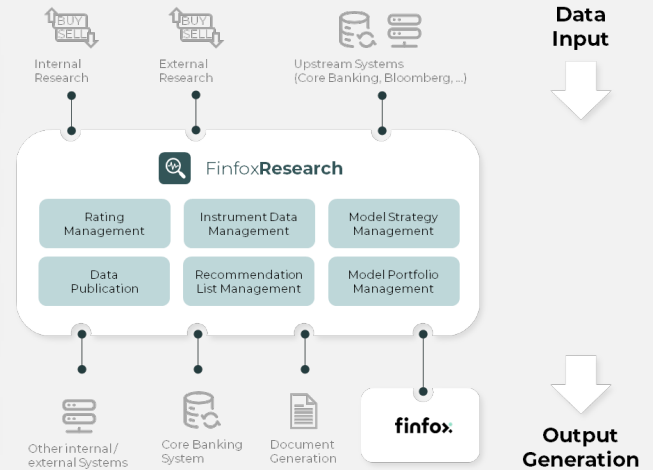 BUY
SELL
BUY
SELL
Data
Input
Internal
Research
External
Research
Upstream Systems
(Core Banking, Bloomberg, ...)
FinfoxResearch
Rating
Management
Instrument Data
Management
Model Strategy
Management
Data
Publication
Recommendation
List Management
Model Portfolio
Management
Other internal/
external Systems
Core Banking
System
Document
Generation
finfox
Output
Generation